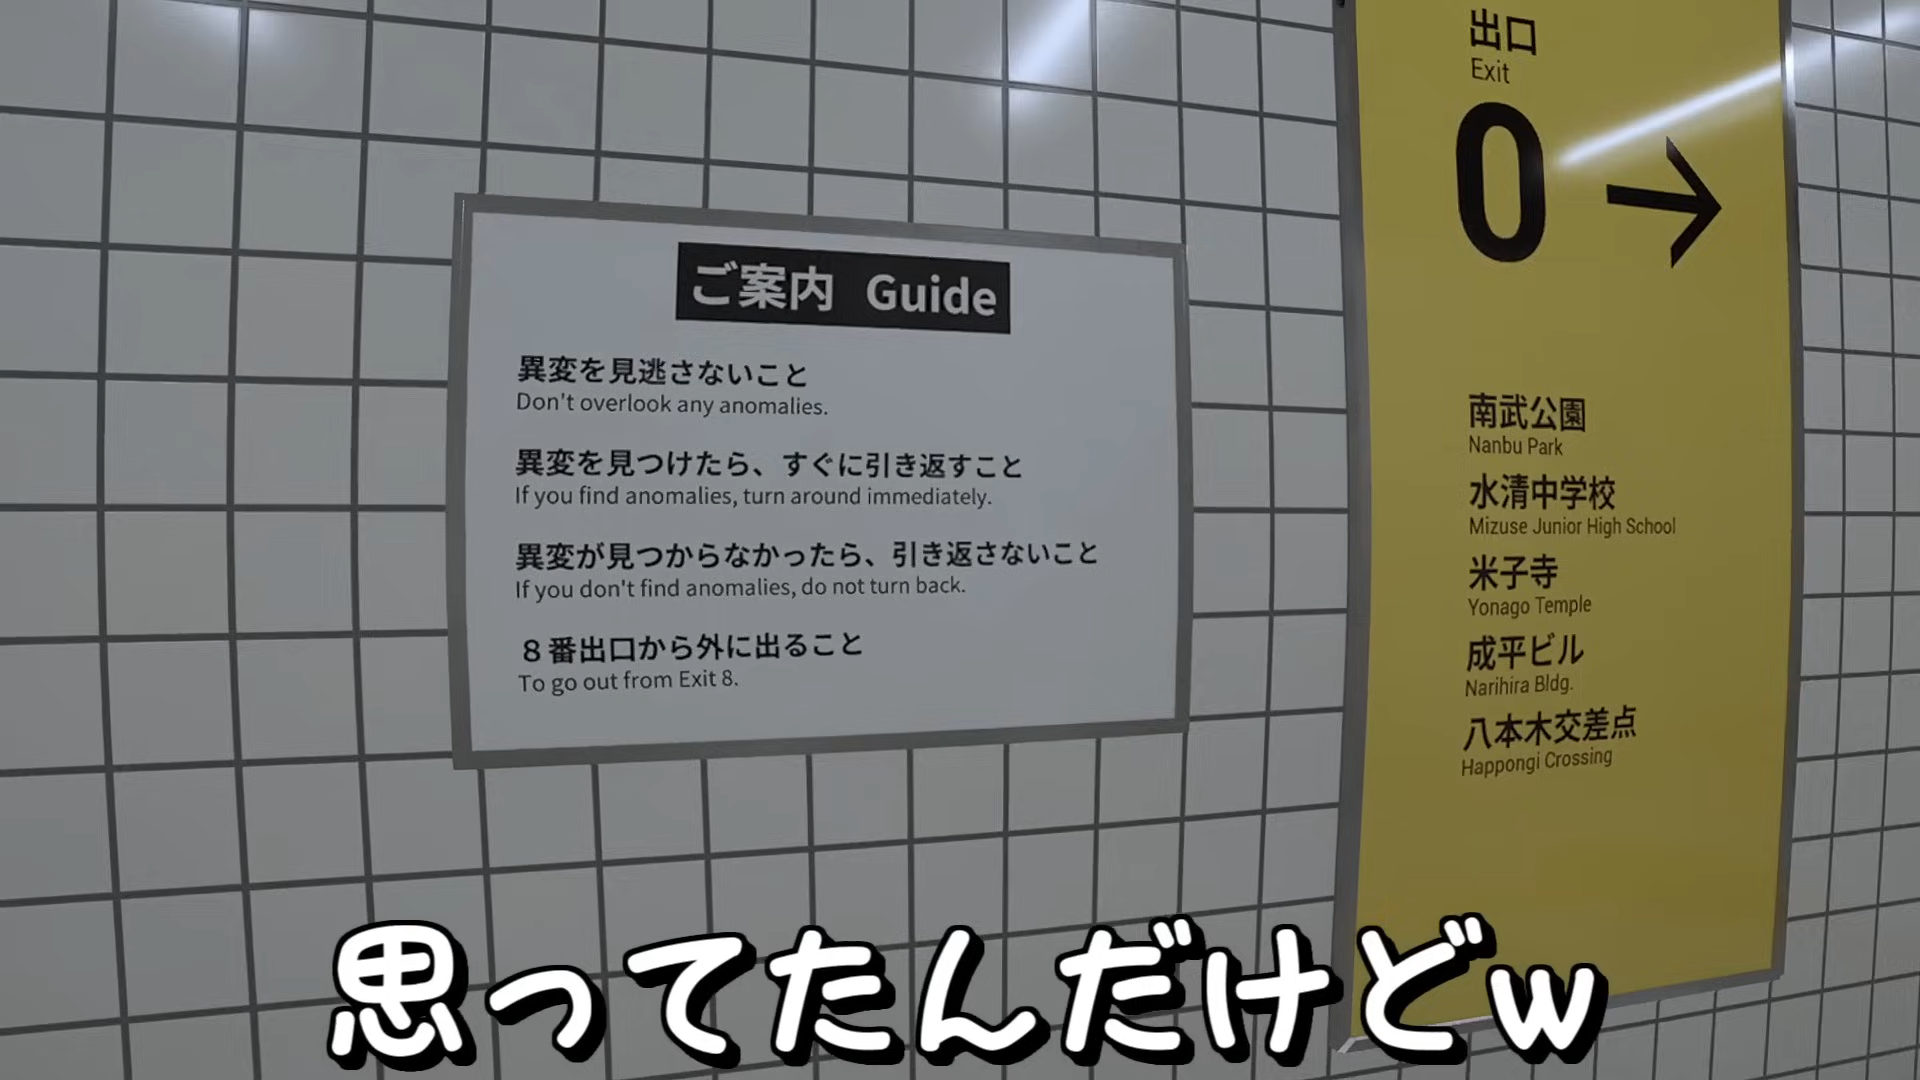 ご案内 Guide
異変を見逃さないこと
Don't overlook any anomalies.
異変を見つけたら、すぐに引き返すこと
If you find anomalies, turn around immediately.
異変が見つからなかったら、引き返さないこと
If you don't find anomalies, do not turn back.
８番出口から外に出ること
To go out from Exit 8.
出口
Exit
0→
南武公園
Nanbu Park
水清中学校
Mizuse Junior High School
米子寺
Yonago Temple
成平ビル
Narihira Bldg.
八本木交差点
Happongi Crossing
思ってたんだけどw